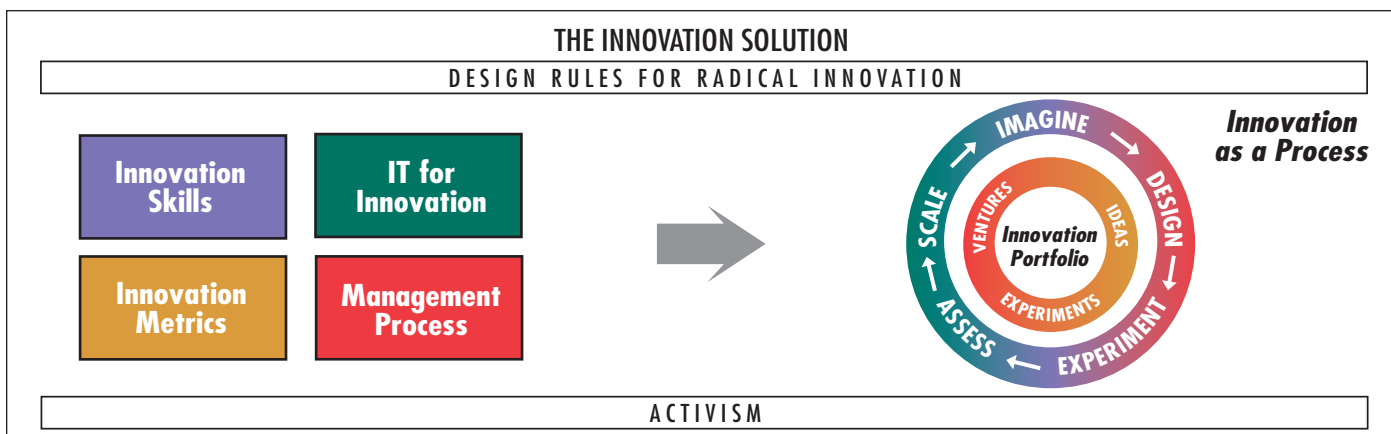 THE INNOVATION SOLUTION
DESIGN RULES FOR RADICAL INNOVATION
Innovation
Skills
IT for
Innovation
Innovation
Metrics
Management
Process
Innovation
as a Process
IMAGINE
DESIGN
EXPERIMENT
ASSESS
SCALE
VENTURES
IDEAS
EXPERIMENTS
Innovation
Portfolio
ACTIVISM